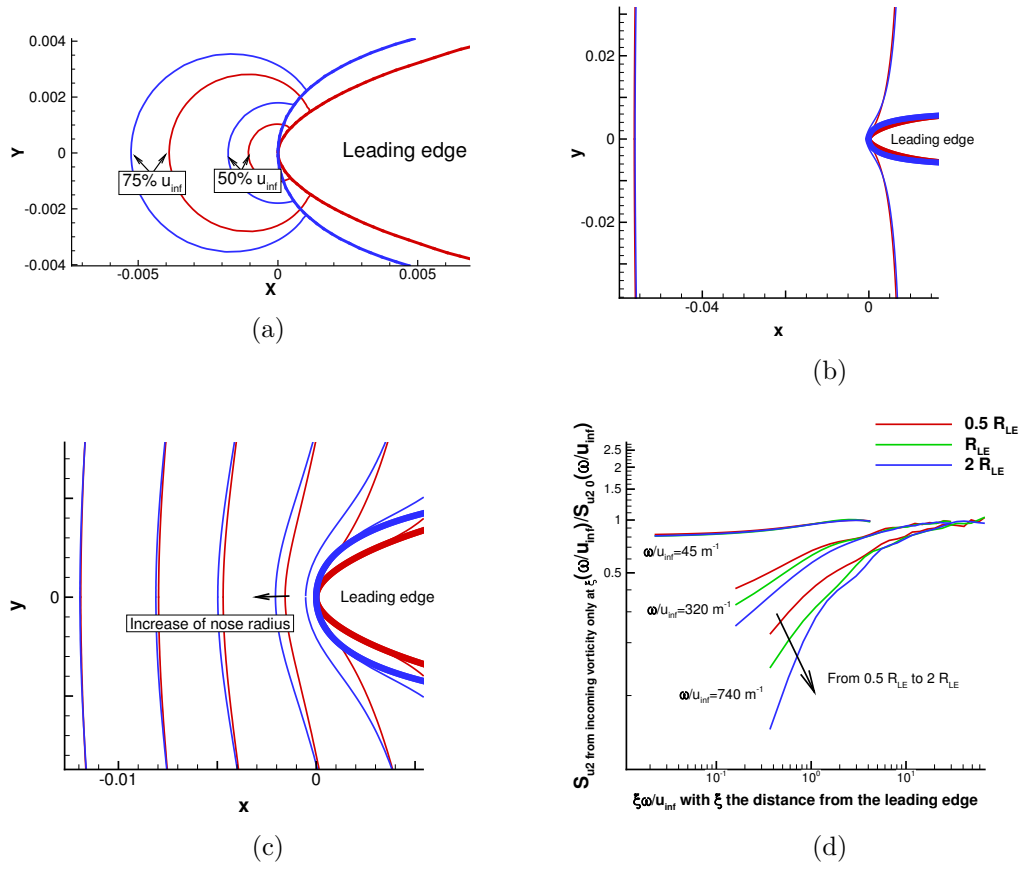 0.004
0.002
0
-0.002
-0.004
Y
Leading edge
75% u_inf
50% u_inf
-0.005
0
0.005
X
(a)
0.02
0
-0.02
y
Leading edge
-0.04
0
x
(b)
y
0
Leading edge
Increase of nose radius
-0.01
0
x
(c)
0.5 R_LE
R_LE
2 R_LE
S_u2 from incoming vorticity only at ξ(ω/u_inf)/S_u2 0(ω/u_inf)
2.5
2
1.5
1
0.5
ω/u_inf=45 m⁻¹
ω/u_inf=320 m⁻¹
ω/u_inf=740 m⁻¹
From 0.5 R_LE to 2 R_LE
10⁻¹
10⁰
10¹
ξω/u_inf with ξ the distance from the leading edge
(d)